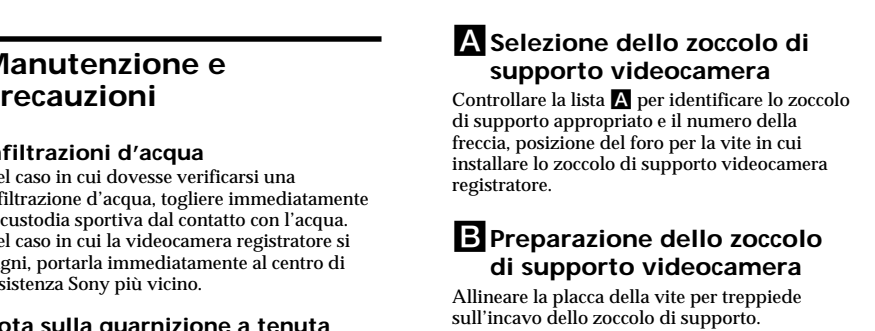 Manutenzione e
recauzioni
nfiltrazioni d'acqua
el caso in cui dovesse verificarsi una
filtrazione d'acqua, togliere immediatamente
custodia sportiva dal contatto con l'acqua.
el caso in cui la videocamera registratore si
gni, portarla immediatamente al centro di
sistenza Sony più vicino.
ota sulla guarnizione a tenuta
A Selezione dello zoccolo di
supporto videocamera
Controllare la lista A per identificare lo zoccolo
di supporto appropriato e il numero della
freccia, posizione del foro per la vite in cui
installare lo zoccolo di supporto videocamera
registratore.
B Preparazione dello zoccolo
di supporto videocamera
Allineare la placca della vite per treppiede
sull'incavo dello zoccolo di supporto.